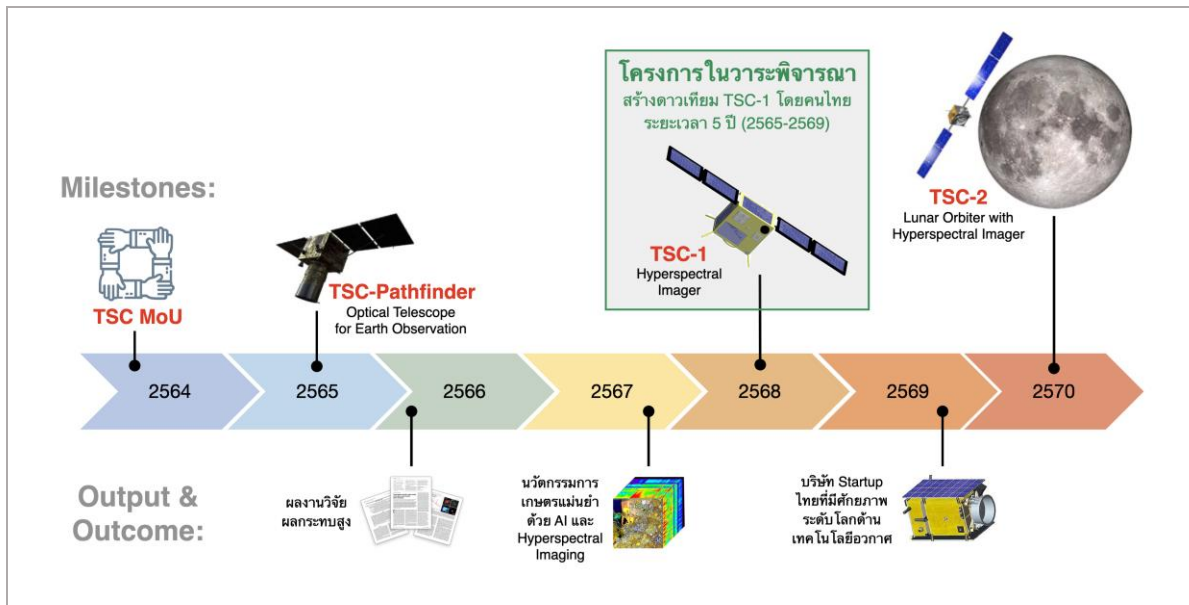 โครงการในวาระพิจารณา
สร้างดาวเทียม TSC-1 โดยคนไทย
ระยะเวลา 5 ปี (2565-2569)
Milestones:
TSC MoU
TSC-Pathfinder
Optical Telescope
for Earth Observation
TSC-1
Hyperspectral
Imager
TSC-2
Lunar Orbiter with
Hyperspectral Imager
2564
2565
2566
2567
2568
2569
2570
Output &
Outcome:
ผลงานวิจัย
ผลกระทบสูง
นวัตกรรมการ
เกษตรแม่นยำ
ด้วย AI และ
Hyperspectral
Imaging
บริษัท Startup
ไทยที่มีศักยภาพ
ระดับโลกด้าน
เทคโนโลยีอวกาศ